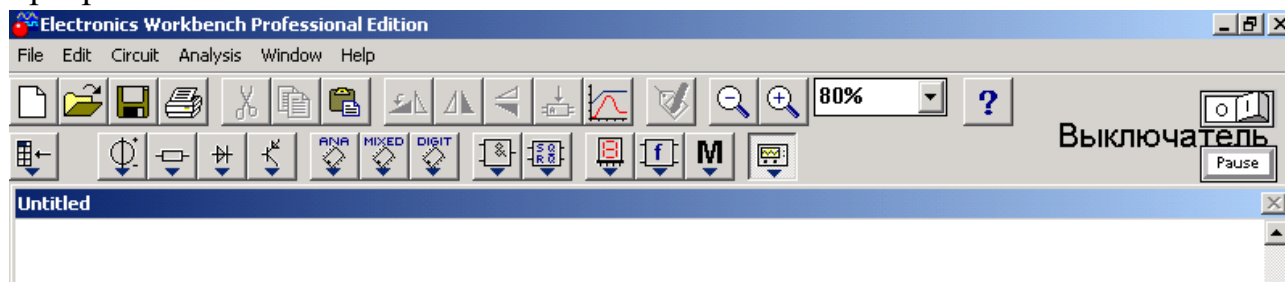 Electronics Workbench Professional Edition
File Edit Circuit Analysis Window Help
80% ?
O I
Выключатель
ANA MIXED DIGIT & f M
Pause
Untitled